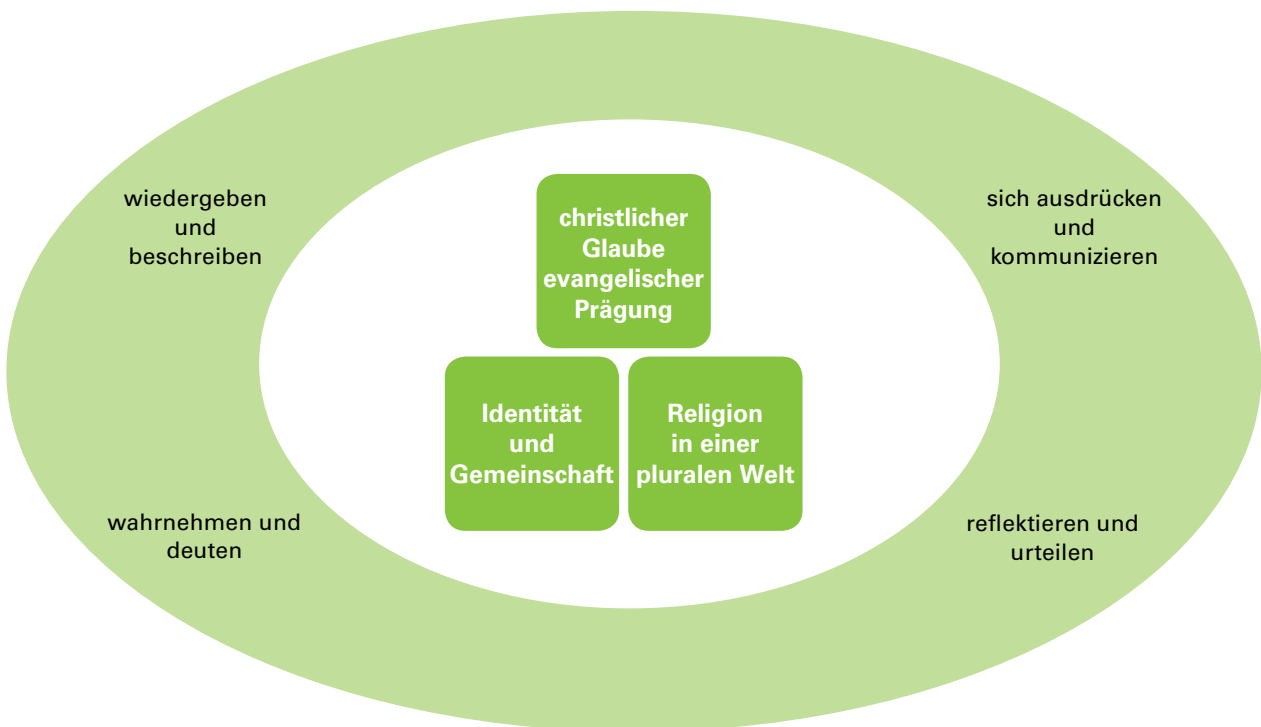 wiedergeben
und
beschreiben
christlicher
Glaube
evangelischer
Prägung
sich ausdrücken
und
kommunizieren
Identität
und
Gemeinschaft
Religion
in einer
pluralen Welt
wahrnehmen und
deuten
reflektieren und
urteilen